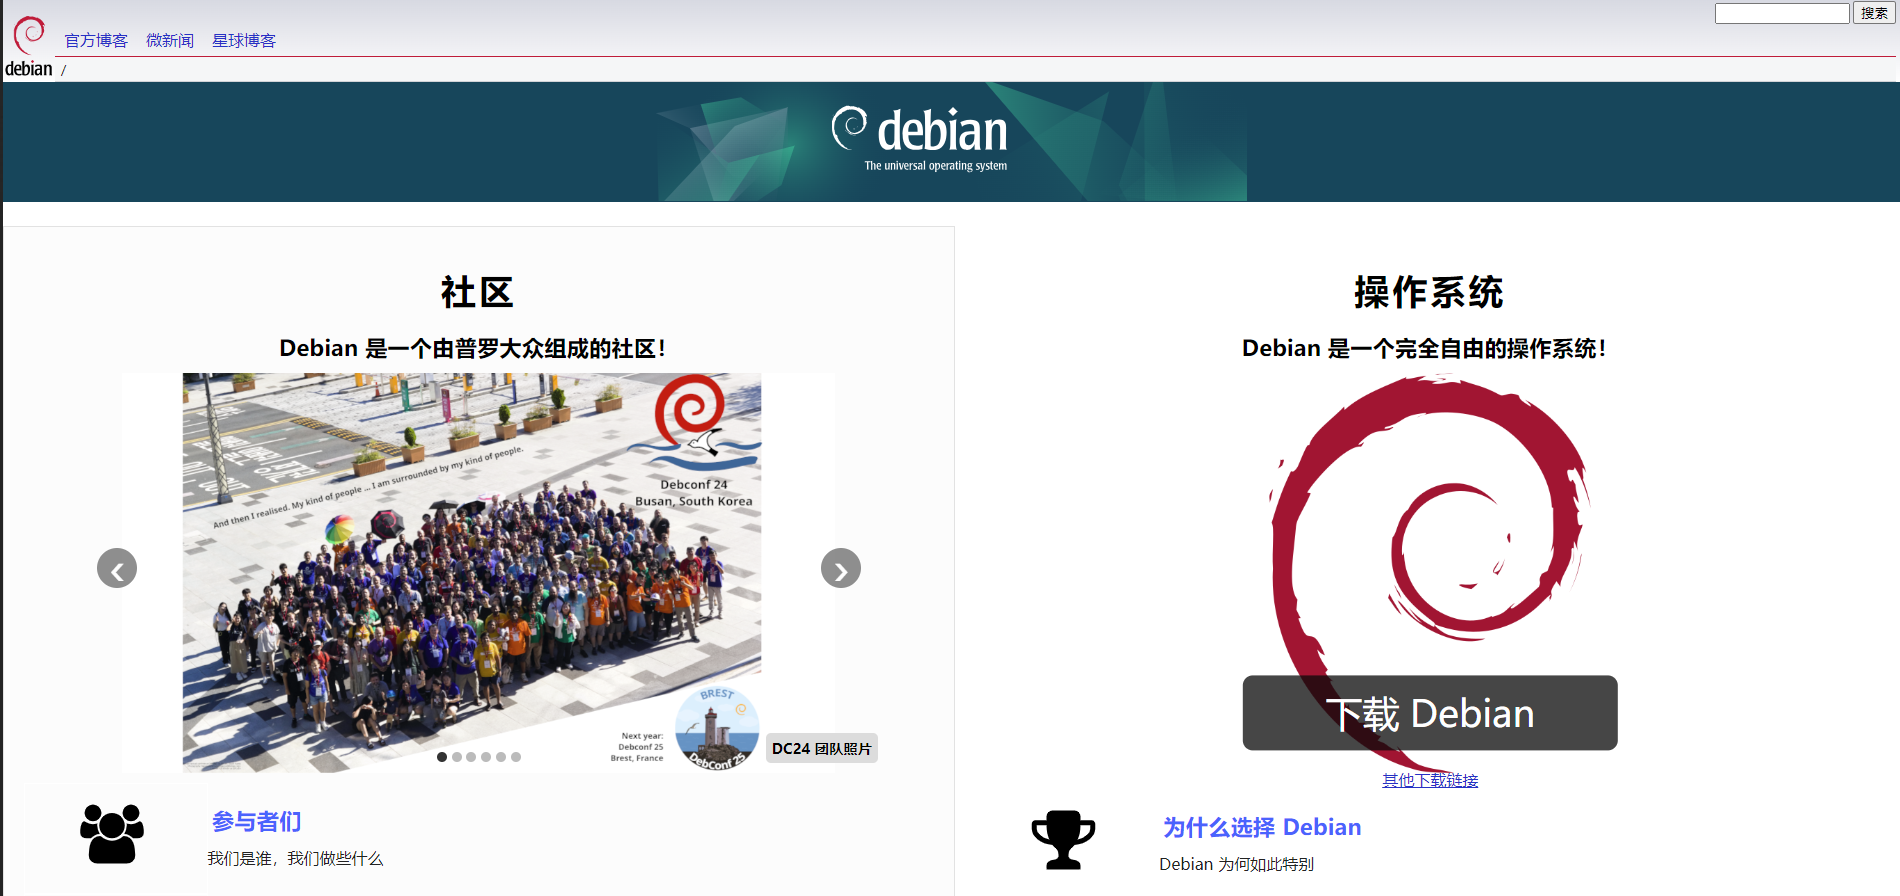 搜索
官方博客 微新闻 星球博客
debian /
debian
The universal operating system
社区
Debian 是一个由普罗大众组成的社区！
And then I realised. My kind of people ... I am surrounded by my kind of people.
Debconf 24
Busan, South Korea
BREST
DebConf 25
Next year:
Debconf 25
Brest, France
DC24 团队照片
参与者们
我们是谁，我们做些什么
操作系统
Debian 是一个完全自由的操作系统！
下载 Debian
其他下载链接
为什么选择 Debian
Debian 为何如此特别